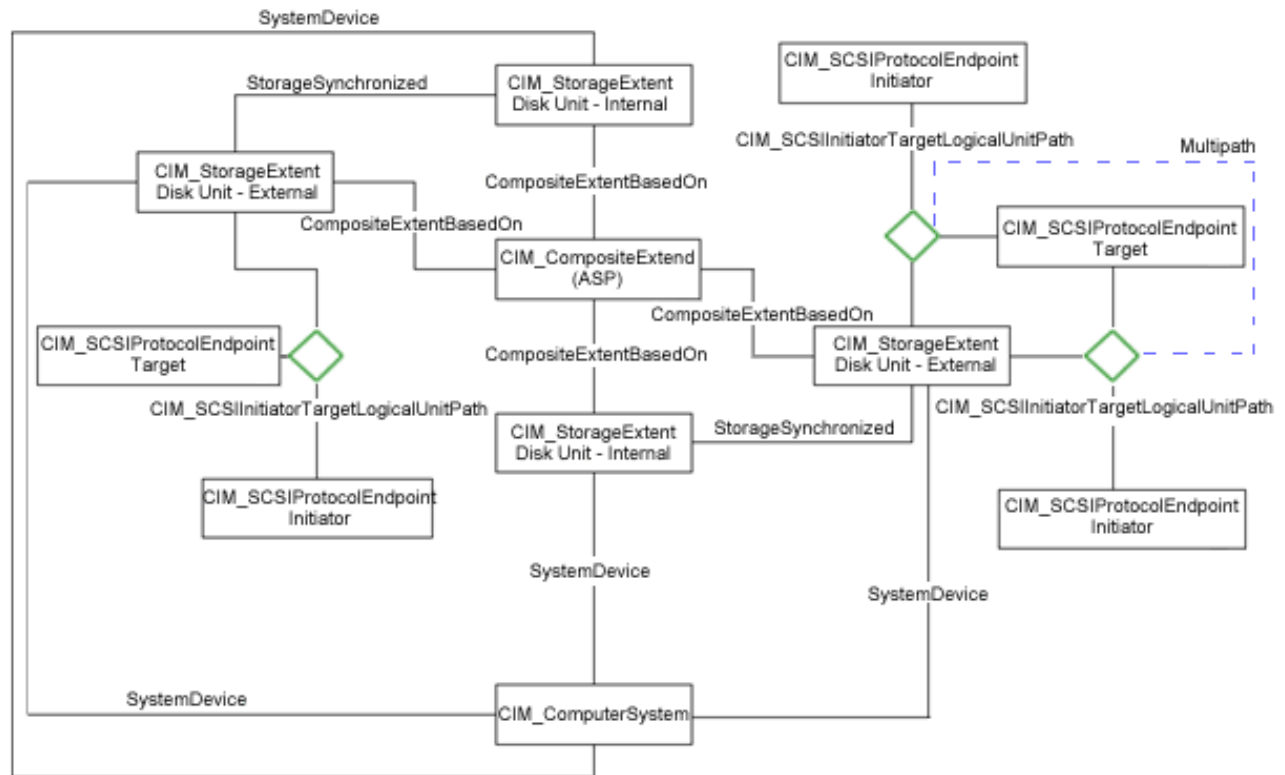 SystemDevice
CIM_SCSIProtocolEndpoint
Initiator
CIM_StorageExtent
Disk Unit - Internal
StorageSynchronized
CIM_SCSIInitiatorTargetLogicalUnitPath
Multipath
CIM_StorageExtent
Disk Unit - External
CompositeExtentBasedOn
CompositeExtentBasedOn
CIM_SCSIProtocolEndpoint
Target
CIM_CompositeExtend
(ASP)
CompositeExtentBasedOn
CIM_SCSIProtocolEndpoint
Target
CompositeExtentBasedOn
CIM_StorageExtent
Disk Unit - External
CIM_SCSIInitiatorTargetLogicalUnitPath
CIM_SCSIInitiatorTargetLogicalUnitPath
CIM_StorageExtent
Disk Unit - Internal
StorageSynchronized
CIM_SCSIProtocolEndpoint
Initiator
CIM_SCSIProtocolEndpoint
Initiator
SystemDevice
SystemDevice
SystemDevice
CIM_ComputerSystem